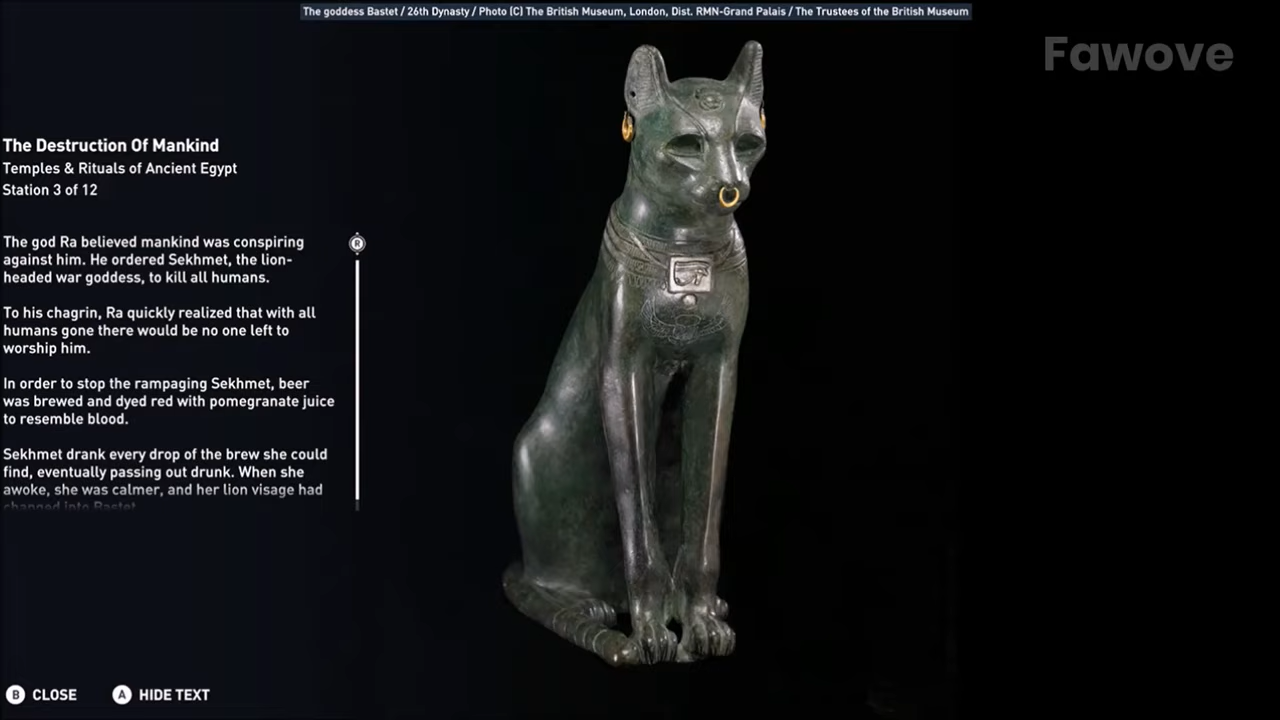 The goddess Bastet / 26th Dynasty / Photo (C) The British Museum, London, Dist. RMN-Grand Palais / The Trustees of the British Museum
Fawove
The Destruction Of Mankind
Temples & Rituals of Ancient Egypt
Station 3 of 12
The god Ra believed mankind was conspiring
against him. He ordered Sekhmet, the lion-
headed war goddess, to kill all humans.
To his chagrin, Ra quickly realized that with all
humans gone there would be no one left to
worship him.
In order to stop the rampaging Sekhmet, beer
was brewed and dyed red with pomegranate juice
to resemble blood.
Sekhmet drank every drop of the brew she could
find, eventually passing out drunk. When she
awoke, she was calmer, and her lion visage had
changed into Bastet
R
B CLOSE
A HIDE TEXT